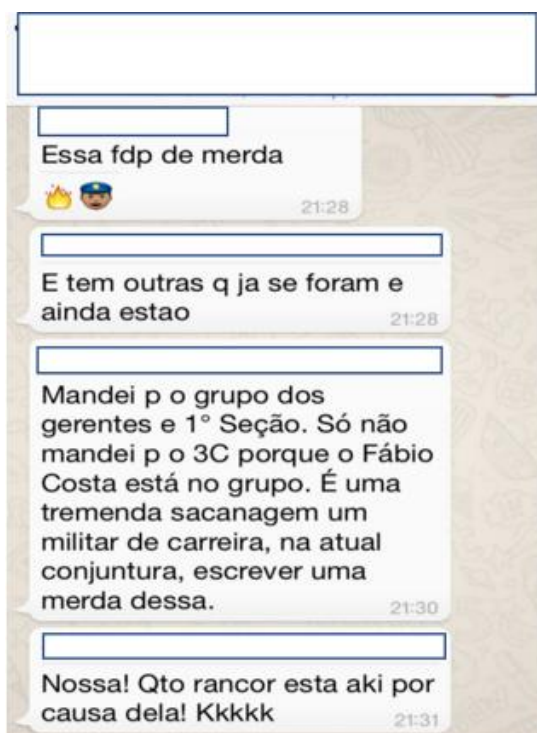 Essa fdp de merda
🔥👮🏽
21:28
E tem outras q ja se foram e
ainda estao
21:28
Mandei p o grupo dos
gerentes e 1° Seção. Só não
mandei p o 3C porque o Fábio
Costa está no grupo. É uma
tremenda sacanagem um
militar de carreira, na atual
conjuntura, escrever uma
merda dessa.
21:30
Nossa! Qto rancor esta aki por
causa dela! Kkkkk
21:31